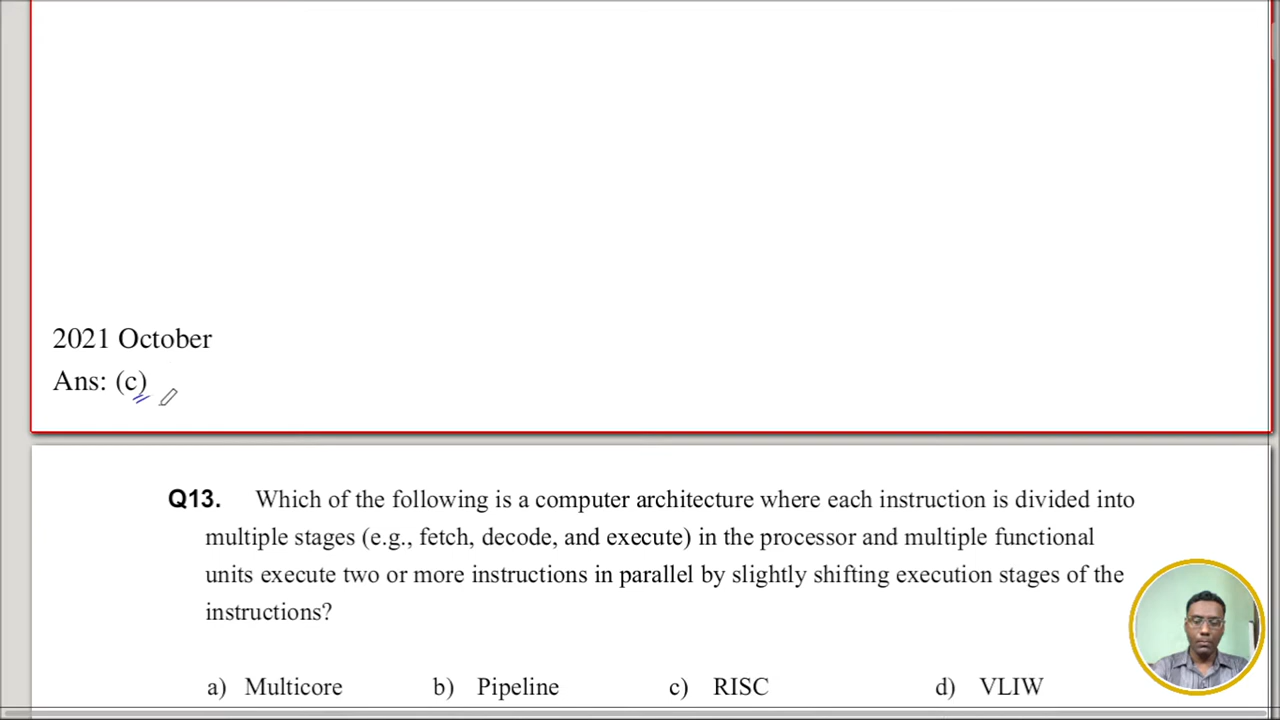 2021 October
Ans: (c)
Q13. Which of the following is a computer architecture where each instruction is divided into
multiple stages (e.g., fetch, decode, and execute) in the processor and multiple functional
units execute two or more instructions in parallel by slightly shifting execution stages of the
instructions?
a) Multicore b) Pipeline c) RISC d) VLIW